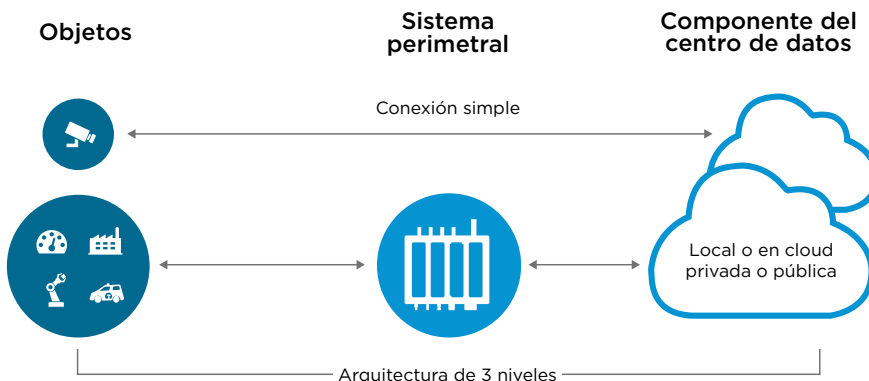 Objetos
Sistema
perimetral
Componente del
centro de datos
Conexión simple
Local o en cloud
privada o pública
Arquitectura de 3 niveles